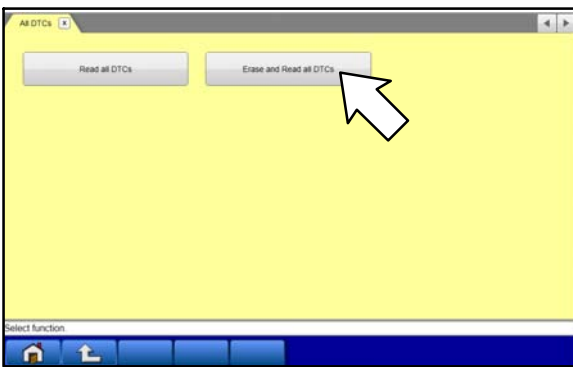 All DTCs x
Read all DTCs
Erase and Read all DTCs
Select function.